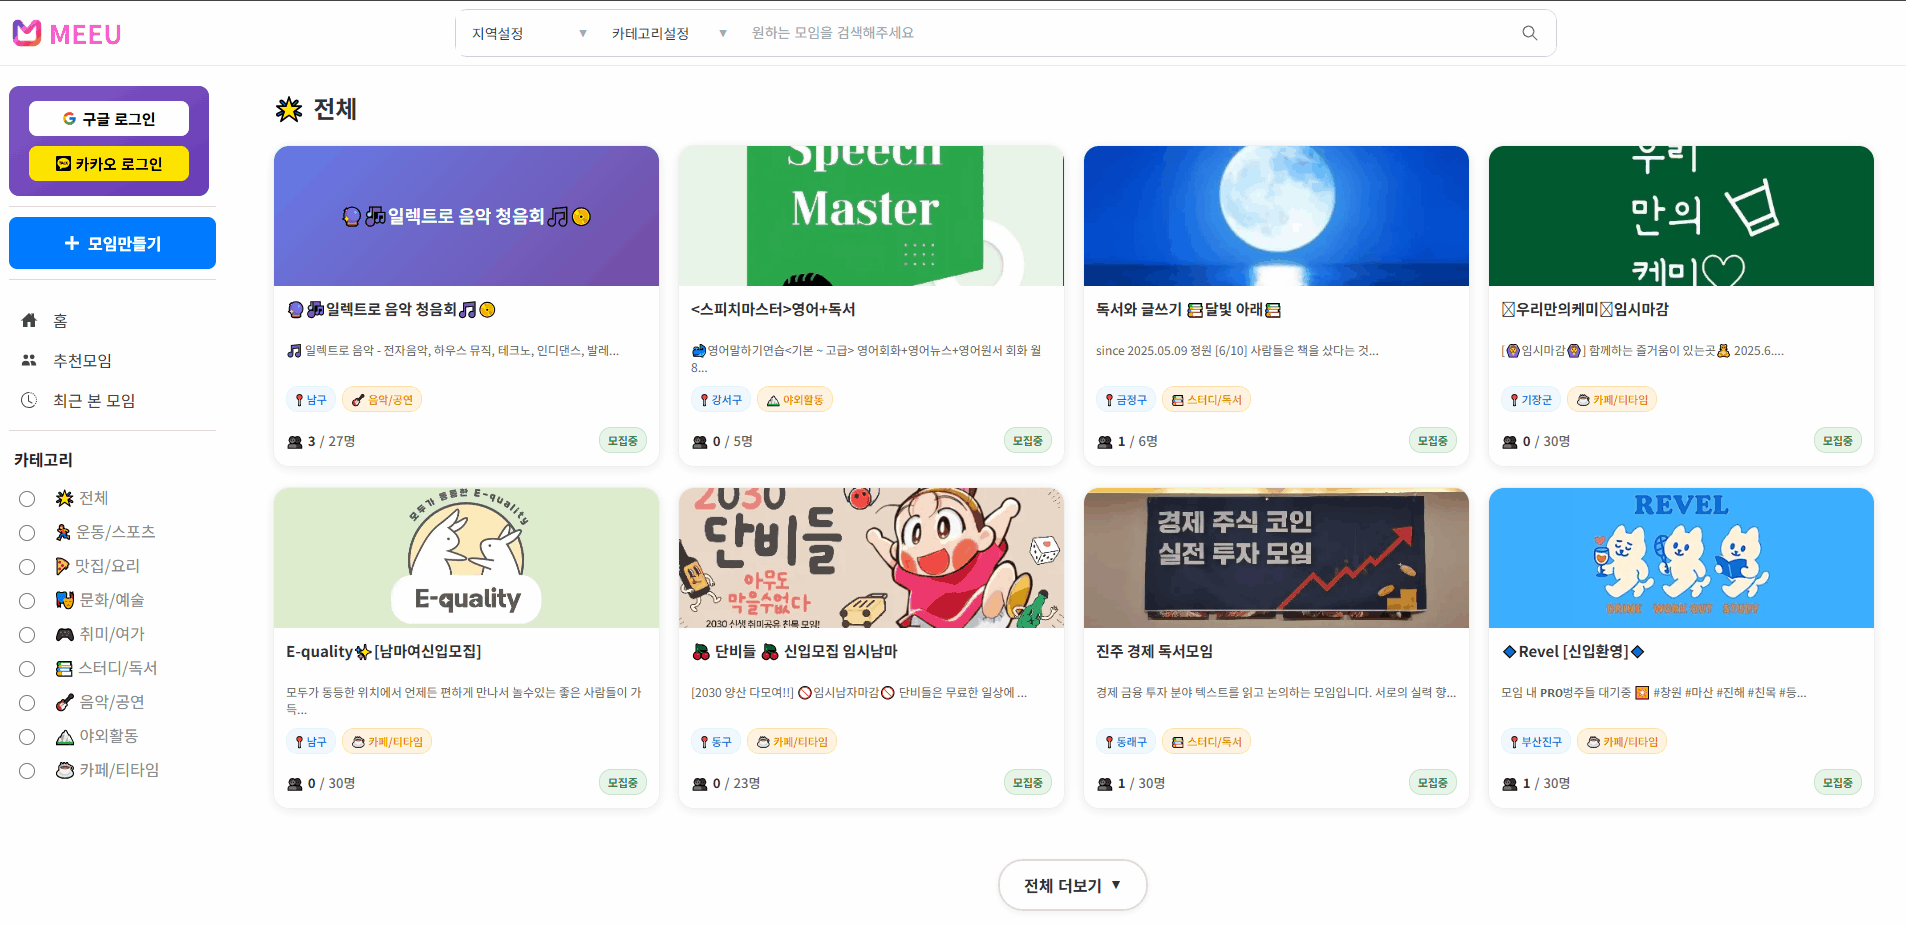 MEEU
지역설정 ▼ 카테고리설정 ▼ 원하는 모임을 검색해주세요
구글 로그인
카카오 로그인
+ 모임만들기
홈
추천모임
최근 본 모임
카테고리
전체
운동/스포츠
맛집/요리
문화/예술
취미/여가
스터디/독서
음악/공연
야외활동
카페/티타임
전체
일렉트로 음악 청음회
일렉트로 음악 청음회
일렉트로 음악 - 전자음악, 하우스 뮤직, 테크노, 인디댄스, 발레...
남구 음악/공연
3 / 27명 모집중
Speech
Master
<스피치마스터>영어+독서
영어말하기연습<기본 ~ 고급> 영어회화+영어뉴스+영어원서 회화 월
8...
강서구 야외활동
0 / 5명 모집중
독서와 글쓰기 달빛 아래
since 2025.05.09 정원 [6/10] 사람들은 책을 샀다는 것...
금정구 스터디/독서
1 / 6명 모집중
우리
만의
케미♡
우리만의케미임시마감
[임시마감] 함께하는 즐거움이 있는곳 2025.6....
기장군 카페/티타임
0 / 30명 모집중
모두가 동등한 E-quality
E-quality
E-quality✨[남마여신입모집]
모두가 동등한 위치에서 언제든 편하게 만나서 놀수있는 좋은 사람들이 가
득...
남구 카페/티타임
0 / 30명 모집중
2030
단비들
아무도
막을수없다
2030 신생 취미공유 친목 모임!
🍒 단비들 🍒 신입모집 임시남마
[2030 양산 다모여!!] 🚫임시남자마감🚫 단비들은 무료한 일상에 ...
동구 카페/티타임
0 / 23명 모집중
경제 주식 코인
실전 투자 모임
진주 경제 독서모임
경제 금융 투자 분야 텍스트를 읽고 논의하는 모임입니다. 서로의 실력 향...
동래구 스터디/독서
1 / 30명 모집중
REVEL
GAME WORK OUT STUDY
🔷Revel [신입환영]🔷
모임 내 PRO벙주들 대기중 #창원 #마산 #진해 #친목 #등...
부산진구 카페/티타임
1 / 30명 모집중
전체 더보기 ▼